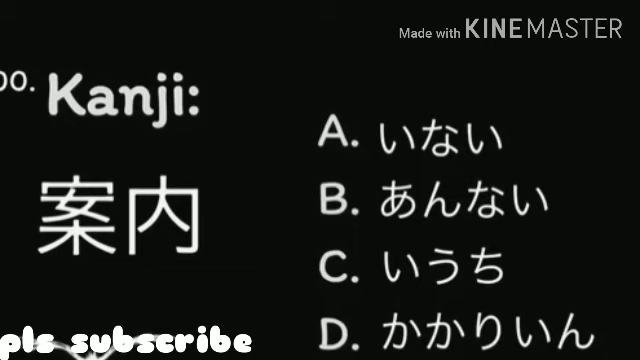 Made with KINEMASTER
00. Kanji:
案内
A. いない
B. あんない
C. いうち
D. かかりいん
pls subscribe